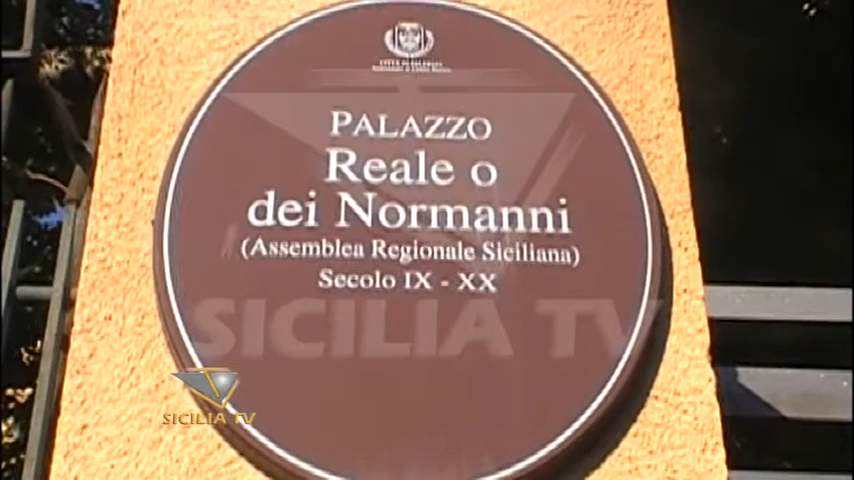 PALAZZO
Reale o
dei Normanni
(Assemblea Regionale Siciliana)
Secolo IX - XX
SICILIA TV
SICILIA TV